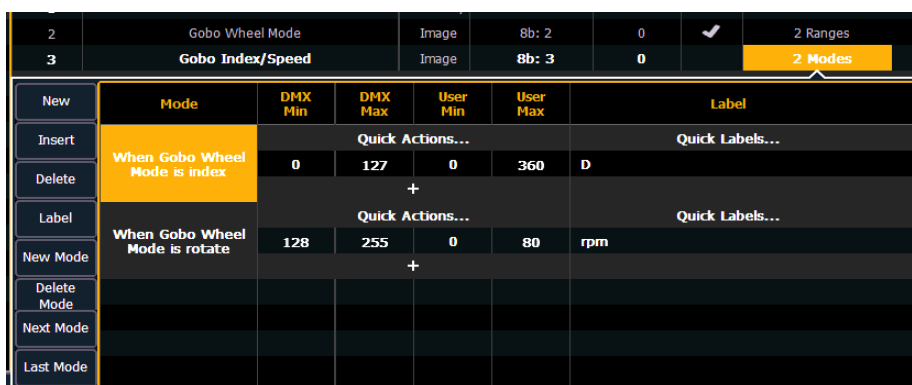 2 Gobo Wheel Mode Image 8b: 2 0 2 Ranges
3 Gobo Index/Speed Image 8b: 3 0 2 Modes
New
Insert
Delete
Label
New Mode
Delete Mode
Next Mode
Last Mode
Mode DMX Min DMX Max User Min User Max Label
When Gobo Wheel Mode is index
Quick Actions... Quick Labels...
0 127 0 360 D
+
When Gobo Wheel Mode is rotate
Quick Actions... Quick Labels...
128 255 0 80 rpm
+